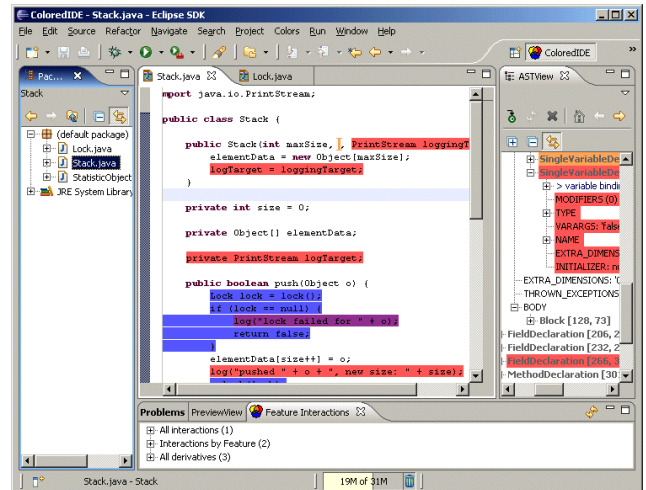 ColoredIDE - Stack.java - Eclipse SDK
File Edit Source Refactor Navigate Search Project Colors Run Window Help
ColoredIDE »
Pac...
Stack.java
Lock.java
ASTView
Stack
(default package)
Lock.java
Stack.java
StatisticObject
JRE System Library
mport java.io.PrintStream;
public class Stack {
public Stack(int maxSize, , PrintStream loggingT
elementData = new Object[maxSize];
logTarget = loggingTarget;
}
private int size = 0;
private Object[] elementData;
private PrintStream logTarget;
public boolean push(Object o) {
Lock lock = lock();
if (lock == null) {
log("lock failed for " + o);
return false;
}
elementData[size++] = o;
log("pushed " + o + ", new size: " + size);
SingleVariableDe
SingleVariableDe
> variable bindi
MODIFIERS (0)
TYPE
VARARGS: 'false
NAME
EXTRA_DIMENS
INITIALIZER: nu
EXTRA_DIMENSIONS: '0
THROWN_EXCEPTIONS
BODY
Block [128, 73]
FieldDeclaration [206, 2
FieldDeclaration [232, 2
FieldDeclaration [266, 3
MethodDeclaration [30:
Problems PreviewView Feature Interactions
All interactions (1)
Interactions by Feature (2)
All derivatives (3)
Stack.java - Stack
19M of 31M